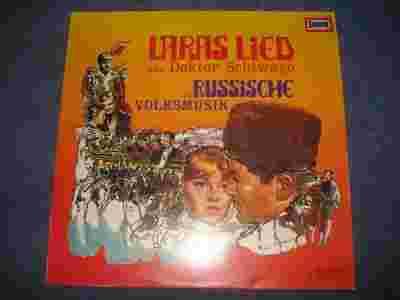 LARAS LIED
aus Doktor Schiwago
RUSSISCHE
VOLKSMUSIK